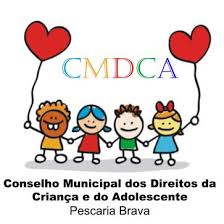 CMDCA
Conselho Municipal dos Direitos da
Criança e do Adolescente
Pescaria Brava